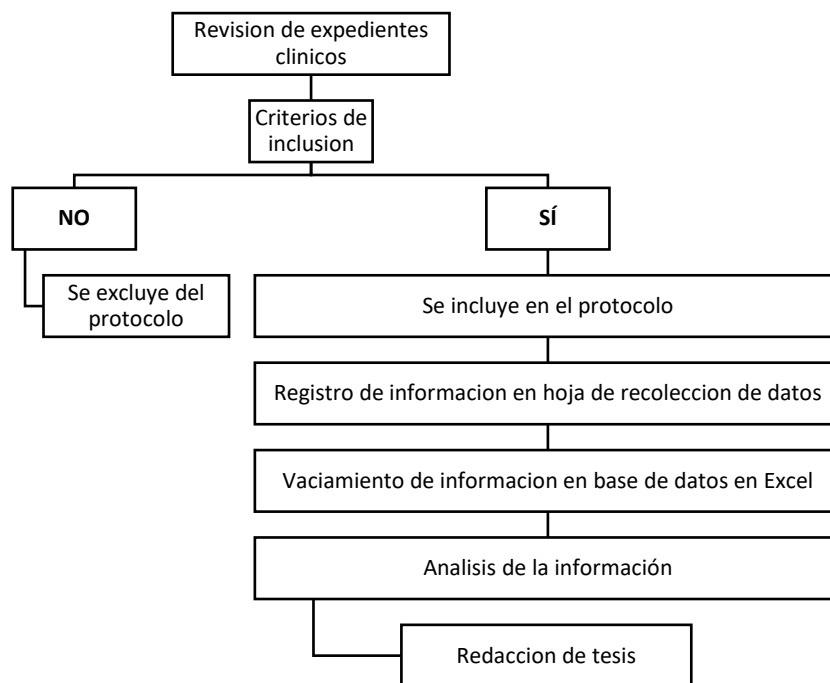 Revision de expedientes
clinicos
Criterios de
inclusion
NO
SÍ
Se excluye del
protocolo
Se incluye en el protocolo
Registro de informacion en hoja de recoleccion de datos
Vaciamiento de informacion en base de datos en Excel
Analisis de la información
Redaccion de tesis